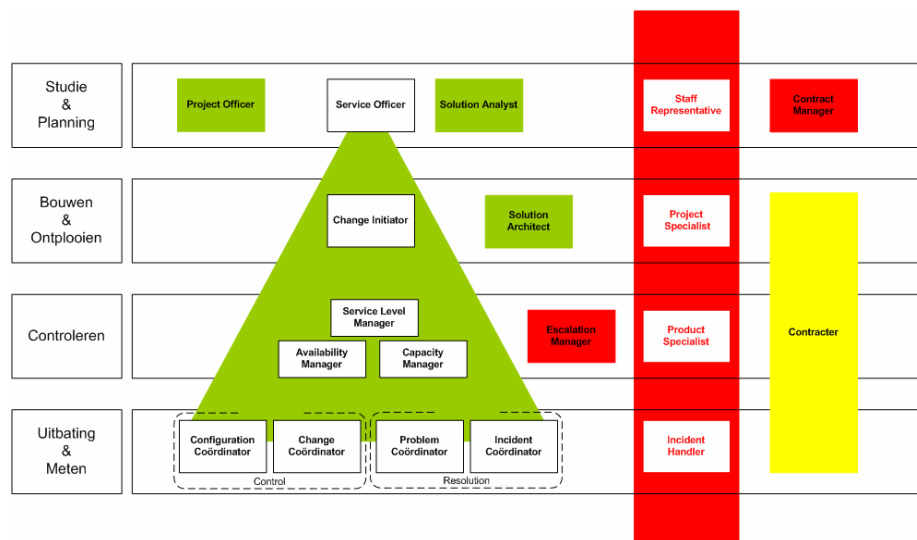 Studie
&
Planning
Project Officer
Service Officer
Solution Analyst
Staff
Representative
Contract
Manager
Bouwen
&
Ontplooien
Change Initiator
Solution
Architect
Project
Specialist
Controleren
Service Level
Manager
Availability
Manager
Capacity
Manager
Escalation
Manager
Product
Specialist
Contracter
Uitbating
&
Meten
Configuration
Coördinator
Change
Coördinator
Problem
Coördinator
Incident
Coördinator
Incident
Handler
Control
Resolution